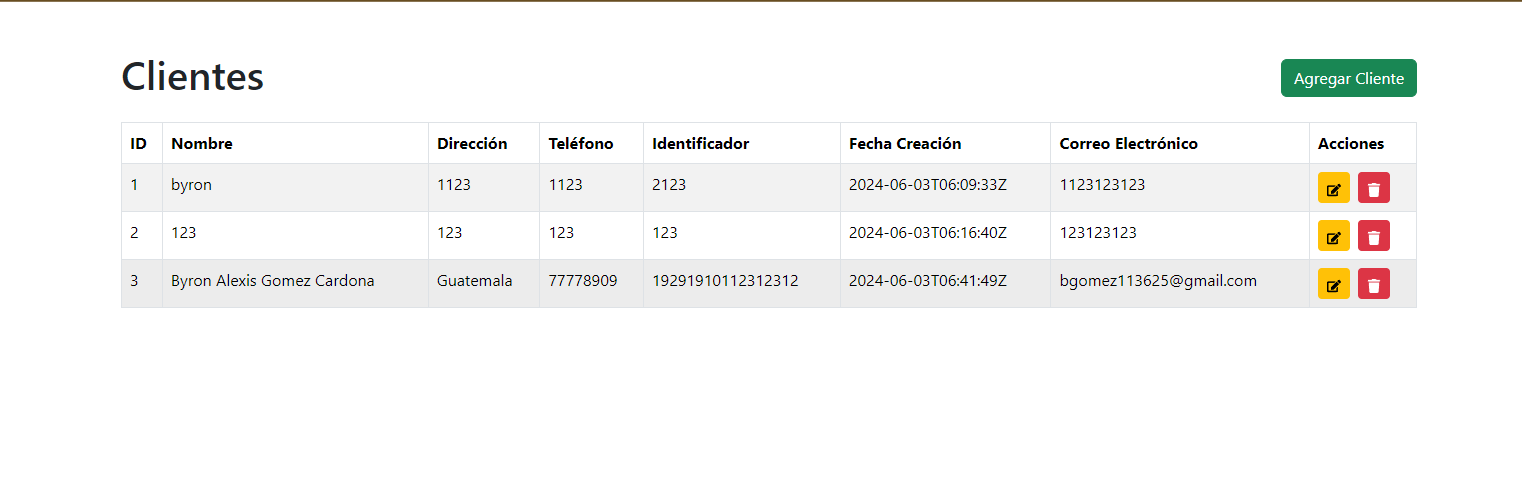 Clientes
Agregar Cliente
ID Nombre Dirección Teléfono Identificador Fecha Creación Correo Electrónico Acciones
1 byron 1123 1123 2123 2024-06-03T06:09:33Z 1123123123
2 123 123 123 123 2024-06-03T06:16:40Z 123123123
3 Byron Alexis Gomez Cardona Guatemala 77778909 19291910112312312 2024-06-03T06:41:49Z bgomez113625@gmail.com